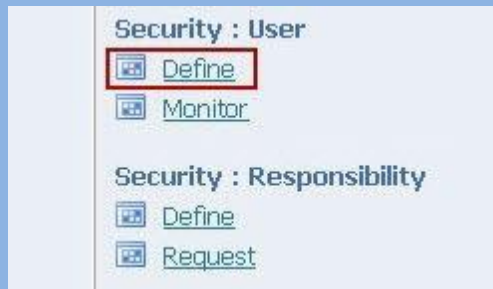 Security : User
Define
Monitor
Security : Responsibility
Define
Request